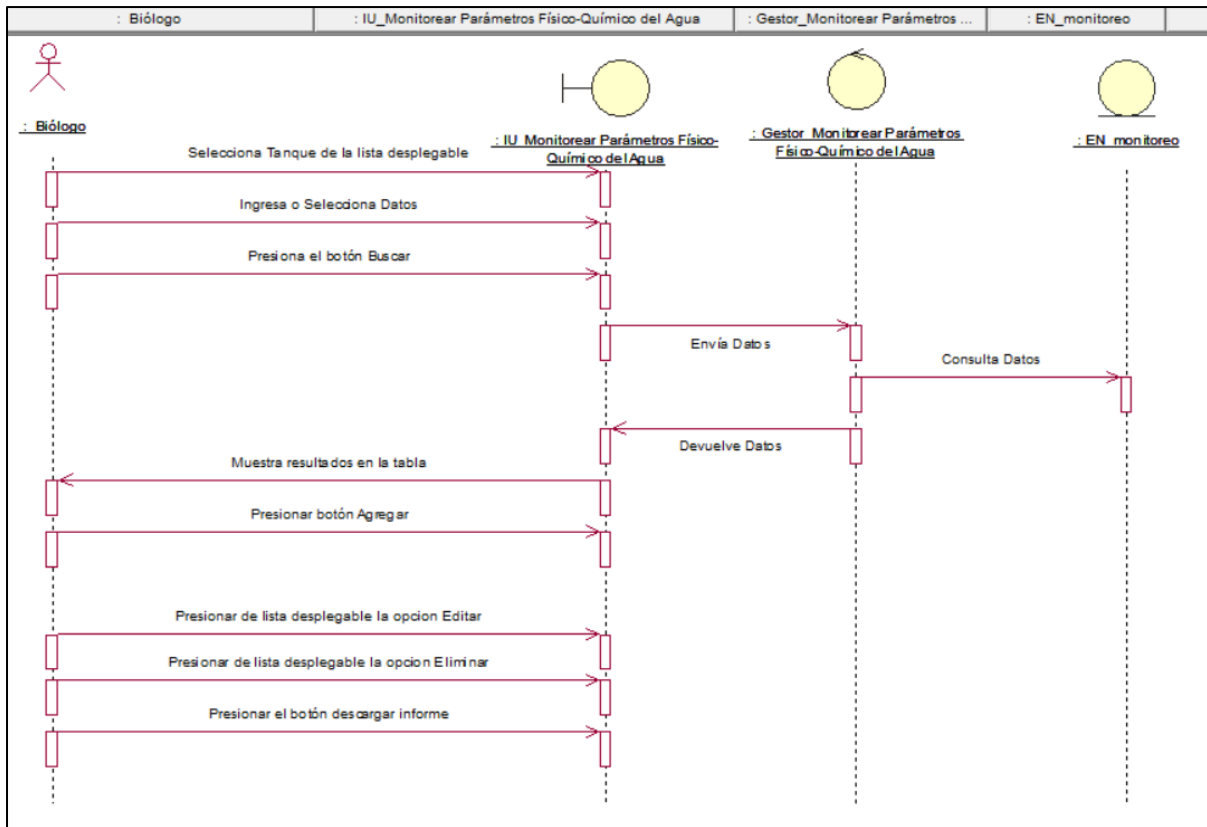 : Biólogo
: IU_Monitorear Parámetros Físico-Químico del Agua
: Gestor_Monitorear Parámetros ...
: EN_monitoreo
: Biólogo
: IU_Monitorear Parámetros Físico-
Químico del Agua
: Gestor_Monitorear Parámetros
Físico-Químico del Agua
: EN_monitoreo
Selecciona Tanque de la lista desplegable
Ingresa o Selecciona Datos
Presiona el botón Buscar
Envía Datos
Consulta Datos
Devuelve Datos
Muestra resultados en la tabla
Presionar botón Agregar
Presionar de lista desplegable la opcion Editar
Presionar de lista desplegable la opcion Eliminar
Presionar el botón descargar informe